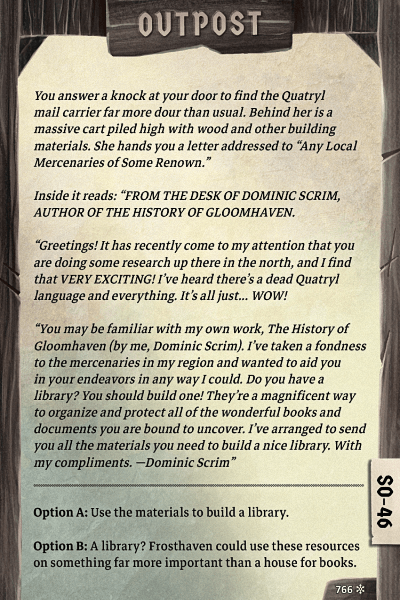 OUTPOST
You answer a knock at your door to find the Quatryl
mail carrier far more dour than usual. Behind her is a
massive cart piled high with wood and other building
materials. She hands you a letter addressed to “Any Local
Mercenaries of Some Renown.”
Inside it reads: “FROM THE DESK OF DOMINIC SCRIM,
AUTHOR OF THE HISTORY OF GLOOMHAVEN.
“Greetings! It has recently come to my attention that you
are doing some research up there in the north, and I find
that VERY EXCITING! I’ve heard there’s a dead Quatryl
language and everything. It’s all just… WOW!
“You may be familiar with my own work, The History of
Gloomhaven (by me, Dominic Scrim). I’ve taken a fondness
to the mercenaries in my region and wanted to aid you
in your endeavors in any way I could. Do you have a
library? You should build one! They’re a magnificent way
to organize and protect all of the wonderful books and
documents you are bound to uncover. I’ve arranged to send
you all the materials you need to build a nice library. With
my compliments. —Dominic Scrim”
Option A: Use the materials to build a library.
Option B: A library? Frosthaven could use these resources
on something far more important than a house for books.
SO-46
766